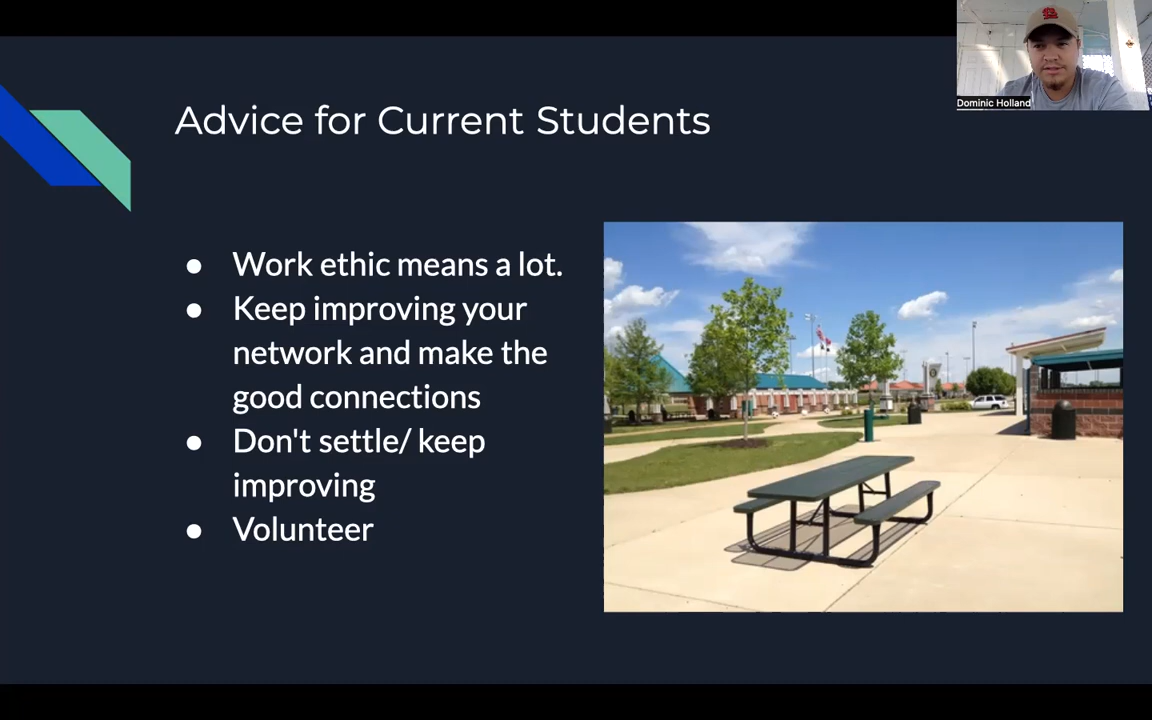 Dominic Holland
Advice for Current Students
● Work ethic means a lot.
● Keep improving your
network and make the
good connections
● Don't settle/ keep
improving
● Volunteer